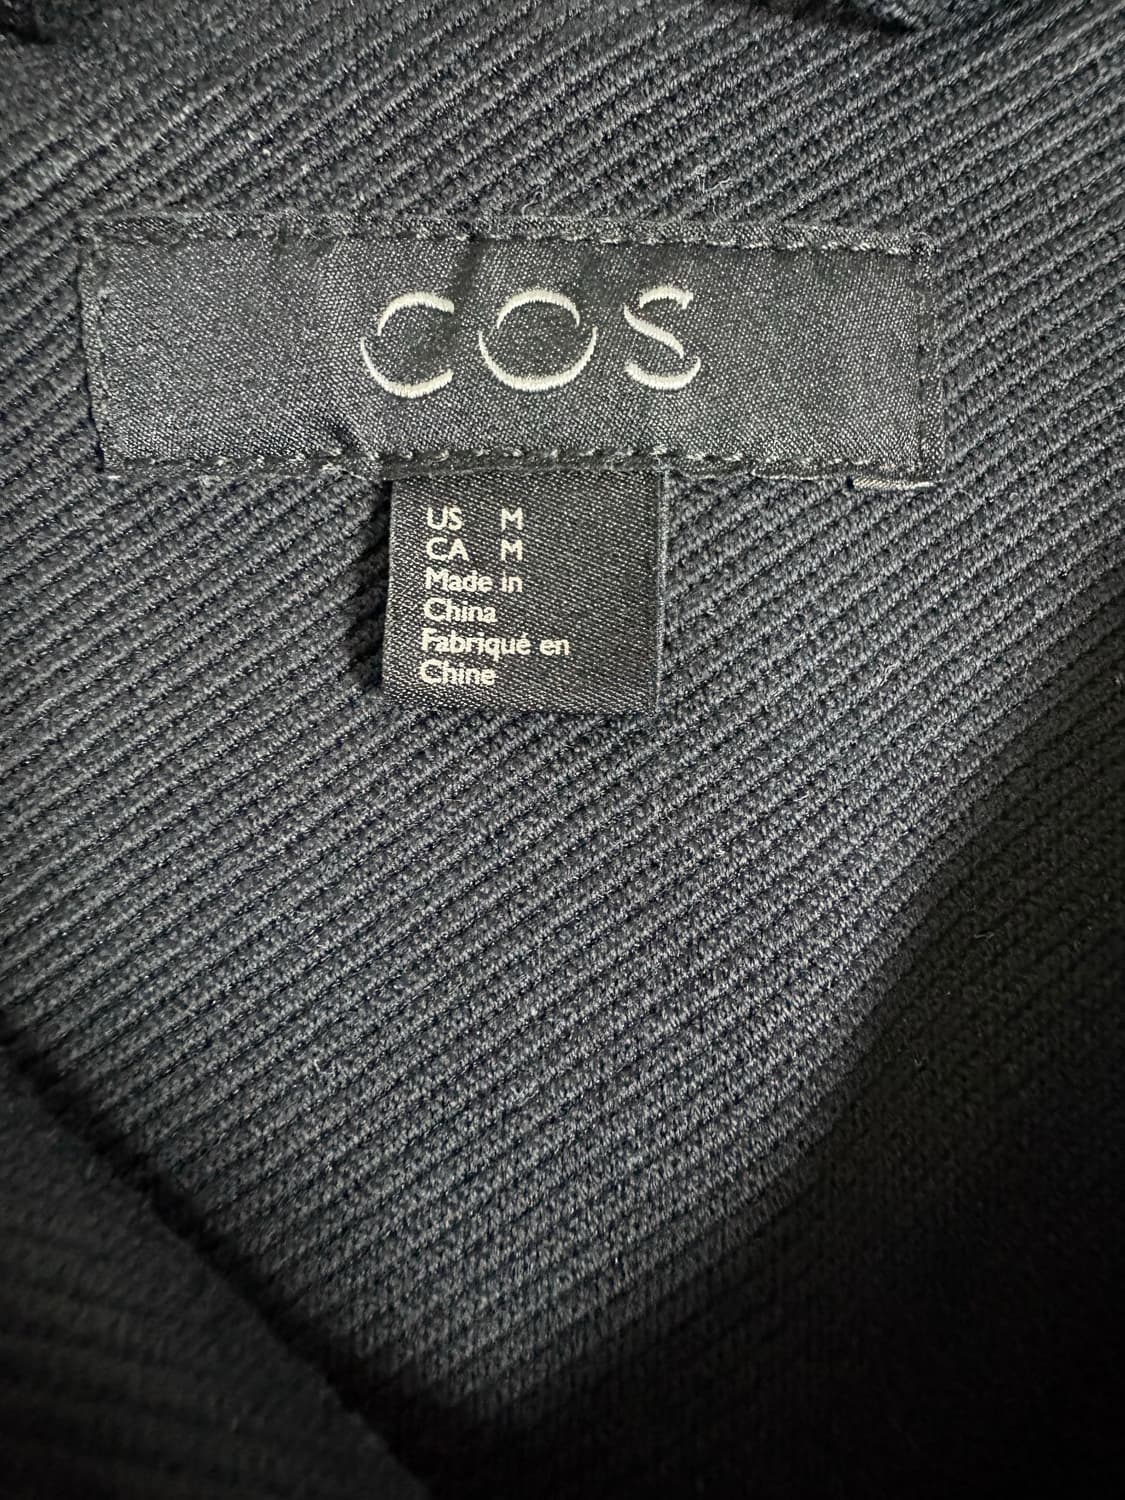 COS
US M
CA M
Made in
China
Fabriqué en
Chine